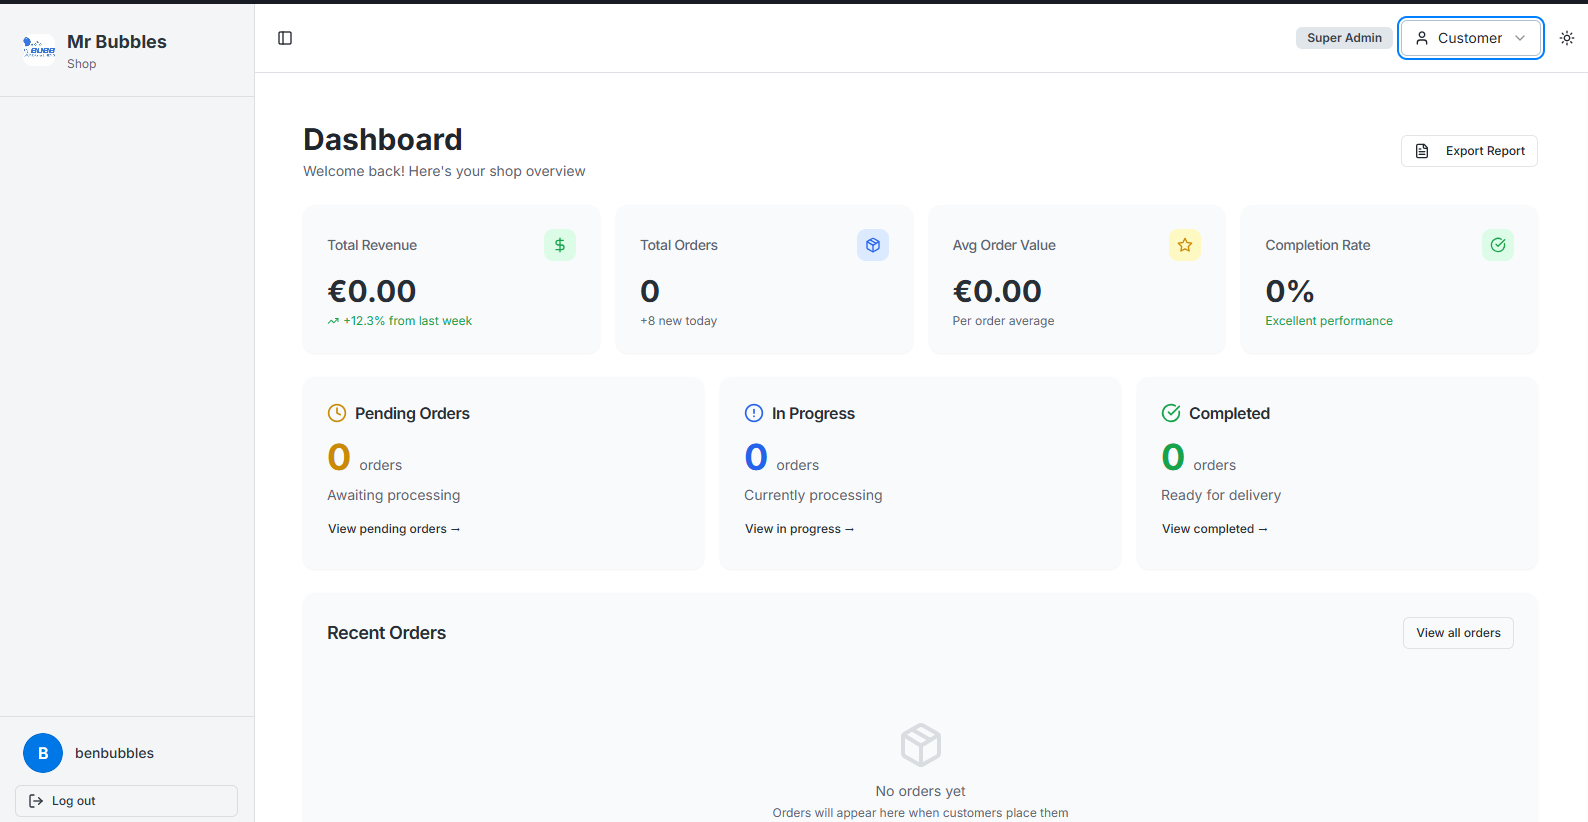 Mr Bubbles
Shop
Super Admin
Customer
Dashboard
Welcome back! Here's your shop overview
Export Report
Total Revenue
€0.00
+12.3% from last week
Total Orders
0
+8 new today
Avg Order Value
€0.00
Per order average
Completion Rate
0%
Excellent performance
Pending Orders
0 orders
Awaiting processing
View pending orders →
In Progress
0 orders
Currently processing
View in progress →
Completed
0 orders
Ready for delivery
View completed →
Recent Orders
View all orders
No orders yet
Orders will appear here when customers place them
B
benbubbles
Log out